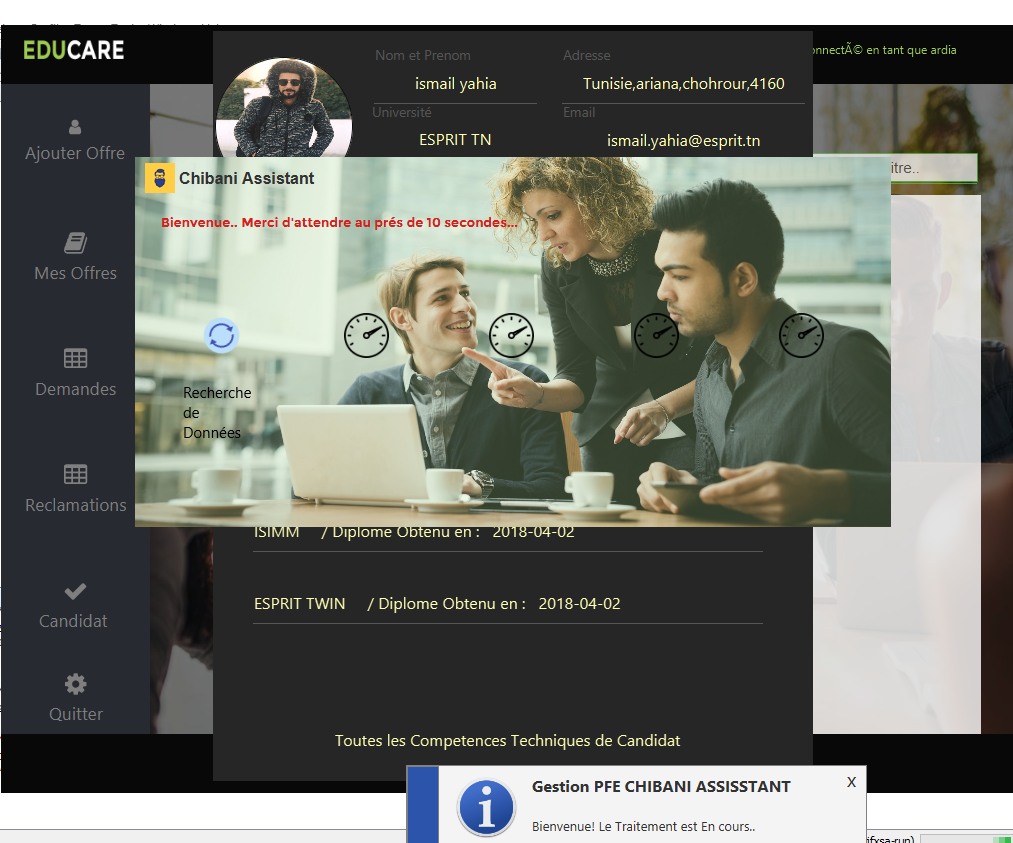 EDUCARE
Nom et Prenom
Adresse
onnectÃ© en tant que ardia
ismail yahia
Tunisie,ariana,chohrour,4160
Université
Email
ESPRIT TN
ismail.yahia@esprit.tn
Ajouter Offre
itre..
Chibani Assistant
Bienvenue.. Merci d'attendre au prés de 10 secondes...
Mes Offres
Demandes
Recherche
de
Données
Reclamations
ISIMM / Diplome Obtenu en : 2018-04-02
ESPRIT TWIN / Diplome Obtenu en : 2018-04-02
Candidat
Quitter
Toutes les Competences Techniques de Candidat
Gestion PFE CHIBANI ASSISSTANT
X
Bienvenue! Le Traitement est En cours..
ifxsa-run)